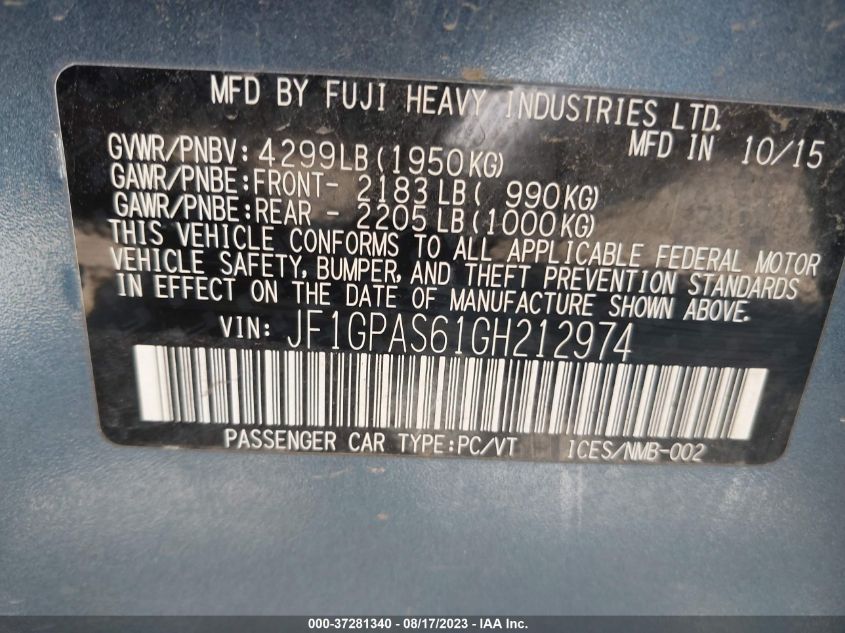 MFD BY FUJI HEAVY INDUSTRIES LTD.
MFD IN 10/15
GVWR/PNBV: 4299LB(1950KG)
GAWR/PNBE:FRONT- 2183LB( 990KG)
GAWR/PNBE:REAR - 2205LB(1000KG)
THIS VEHICLE CONFORMS TO ALL APPLICABLE FEDERAL MOTOR
VEHICLE SAFETY, BUMPER, AND THEFT PREVENTION STANDARDS
IN EFFECT ON THE DATE OF MANUFACTURE SHOWN ABOVE.
VIN: JF1GPAS61GH212974
PASSENGER CAR TYPE:PC/VT ICES/NMB-002
000-37281340 - 08/17/2023 - IAA Inc.